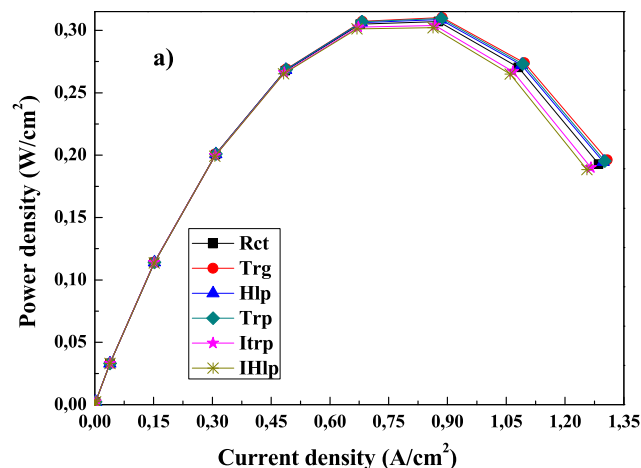 a)
Power density (W/cm²)
0,30
0,25
0,20
0,15
0,10
0,05
0,00
Rct
Trg
Hlp
Trp
Itrp
IHlp
0,00 0,15 0,30 0,45 0,60 0,75 0,90 1,05 1,20 1,35
Current density (A/cm²)